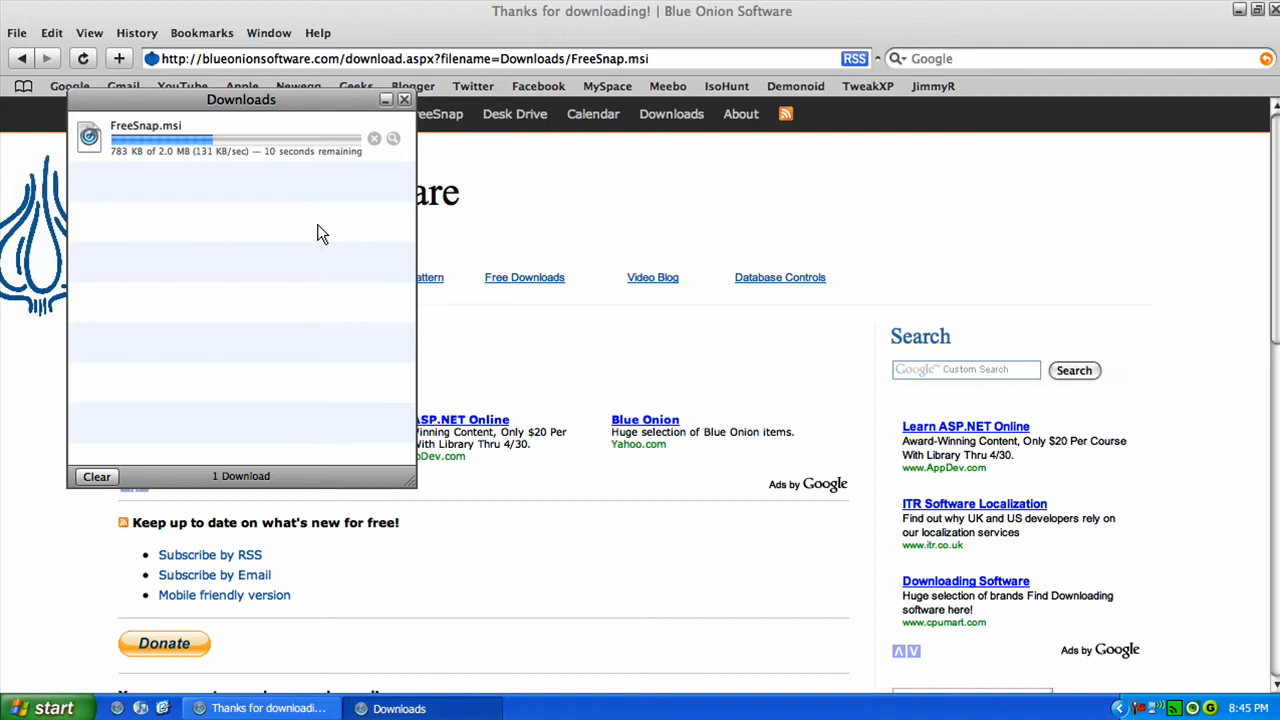 Thanks for downloading! | Blue Onion Software
File Edit View History Bookmarks Window Help
http://blueonionsoftware.com/download.aspx?filename=Downloads/FreeSnap.msi RSS Google
Google Gmail YouTube Apple Newegg Geeks Blogger Twitter Facebook MySpace Meebo IsoHunt Demonoid TweakXP JimmyR
Downloads
reeSnap Desk Drive Calendar Downloads About
FreeSnap.msi
783 KB of 2.0 MB (131 KB/sec) — 10 seconds remaining
are
attern Free Downloads Video Blog Database Controls
Search
Google™ Custom Search Search
ASP.NET Online
inning Content, Only $20 Per
With Library Thru 4/30.
pDev.com
Blue Onion
Huge selection of Blue Onion items.
Yahoo.com
Ads by Google
Clear 1 Download
Learn ASP.NET Online
Award-Winning Content, Only $20 Per Course
With Library Thru 4/30.
www.AppDev.com
ITR Software Localization
Find out why UK and US developers rely on
our localization services
www.itr.co.uk
Downloading Software
Huge selection of brands Find Downloading
software here!
www.cpumart.com
Ads by Google
Keep up to date on what's new for free!
Subscribe by RSS
Subscribe by Email
Mobile friendly version
Donate
start Thanks for downloadi... Downloads 8:45 PM